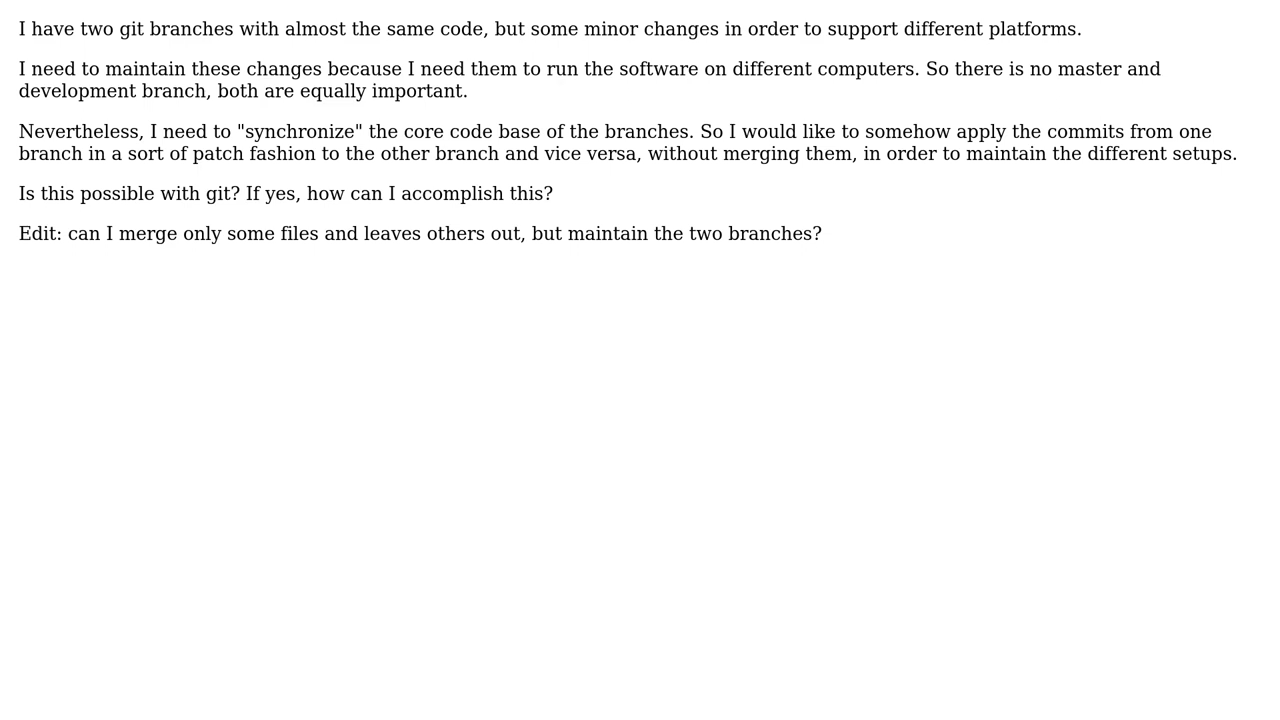 I have two git branches with almost the same code, but some minor changes in order to support different platforms.
I need to maintain these changes because I need them to run the software on different computers. So there is no master and
development branch, both are equally important.
Nevertheless, I need to "synchronize" the core code base of the branches. So I would like to somehow apply the commits from one
branch in a sort of patch fashion to the other branch and vice versa, without merging them, in order to maintain the different setups.
Is this possible with git? If yes, how can I accomplish this?
Edit: can I merge only some files and leaves others out, but maintain the two branches?